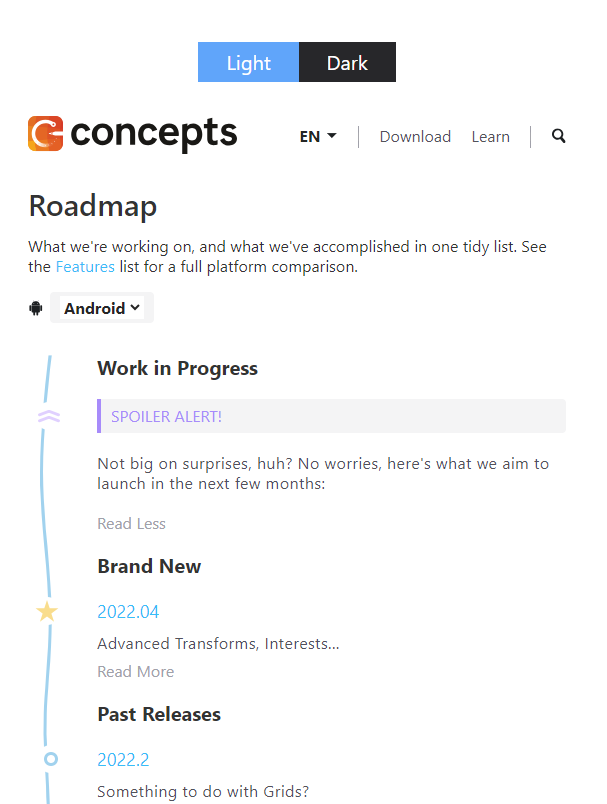 Light Dark
concepts EN Download Learn
Roadmap
What we're working on, and what we've accomplished in one tidy list. See
the Features list for a full platform comparison.
Android
Work in Progress
SPOILER ALERT!
Not big on surprises, huh? No worries, here's what we aim to
launch in the next few months:
Read Less
Brand New
2022.04
Advanced Transforms, Interests...
Read More
Past Releases
2022.2
Something to do with Grids?